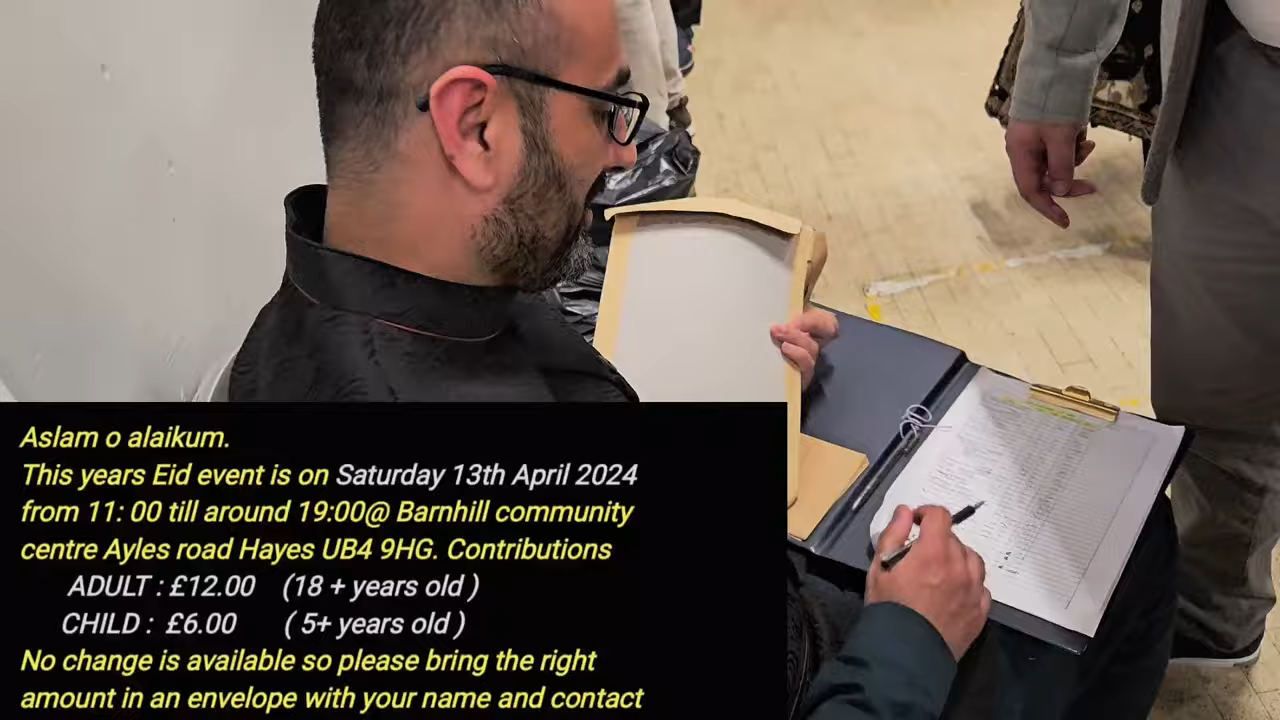 Aslam o alaikum.
This years Eid event is on Saturday 13th April 2024
from 11: 00 till around 19:00@ Barnhill community
centre Ayles road Hayes UB4 9HG. Contributions
ADULT : £12.00 (18 + years old )
CHILD : £6.00 ( 5+ years old )
No change is available so please bring the right
amount in an envelope with your name and contact